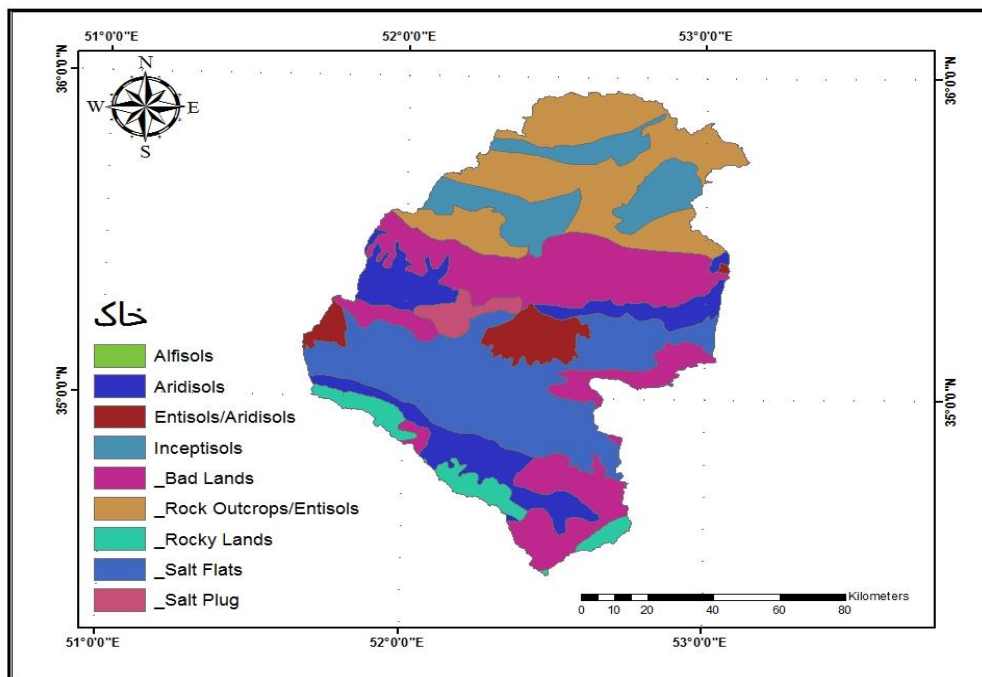 51°0'0"E 52°0'0"E 53°0'0"E
36°0'0"N 36°0'0"N
N
W E
S
خاک
Alfisols
Aridisols
Entisols/Aridisols
Inceptisols
_Bad Lands
_Rock Outcrops/Entisols
_Rocky Lands
_Salt Flats
_Salt Plug
35°0'0"N 35°0'0"N
Kilometers
0 5 10 20 40 60 80
51°0'0"E 52°0'0"E 53°0'0"E